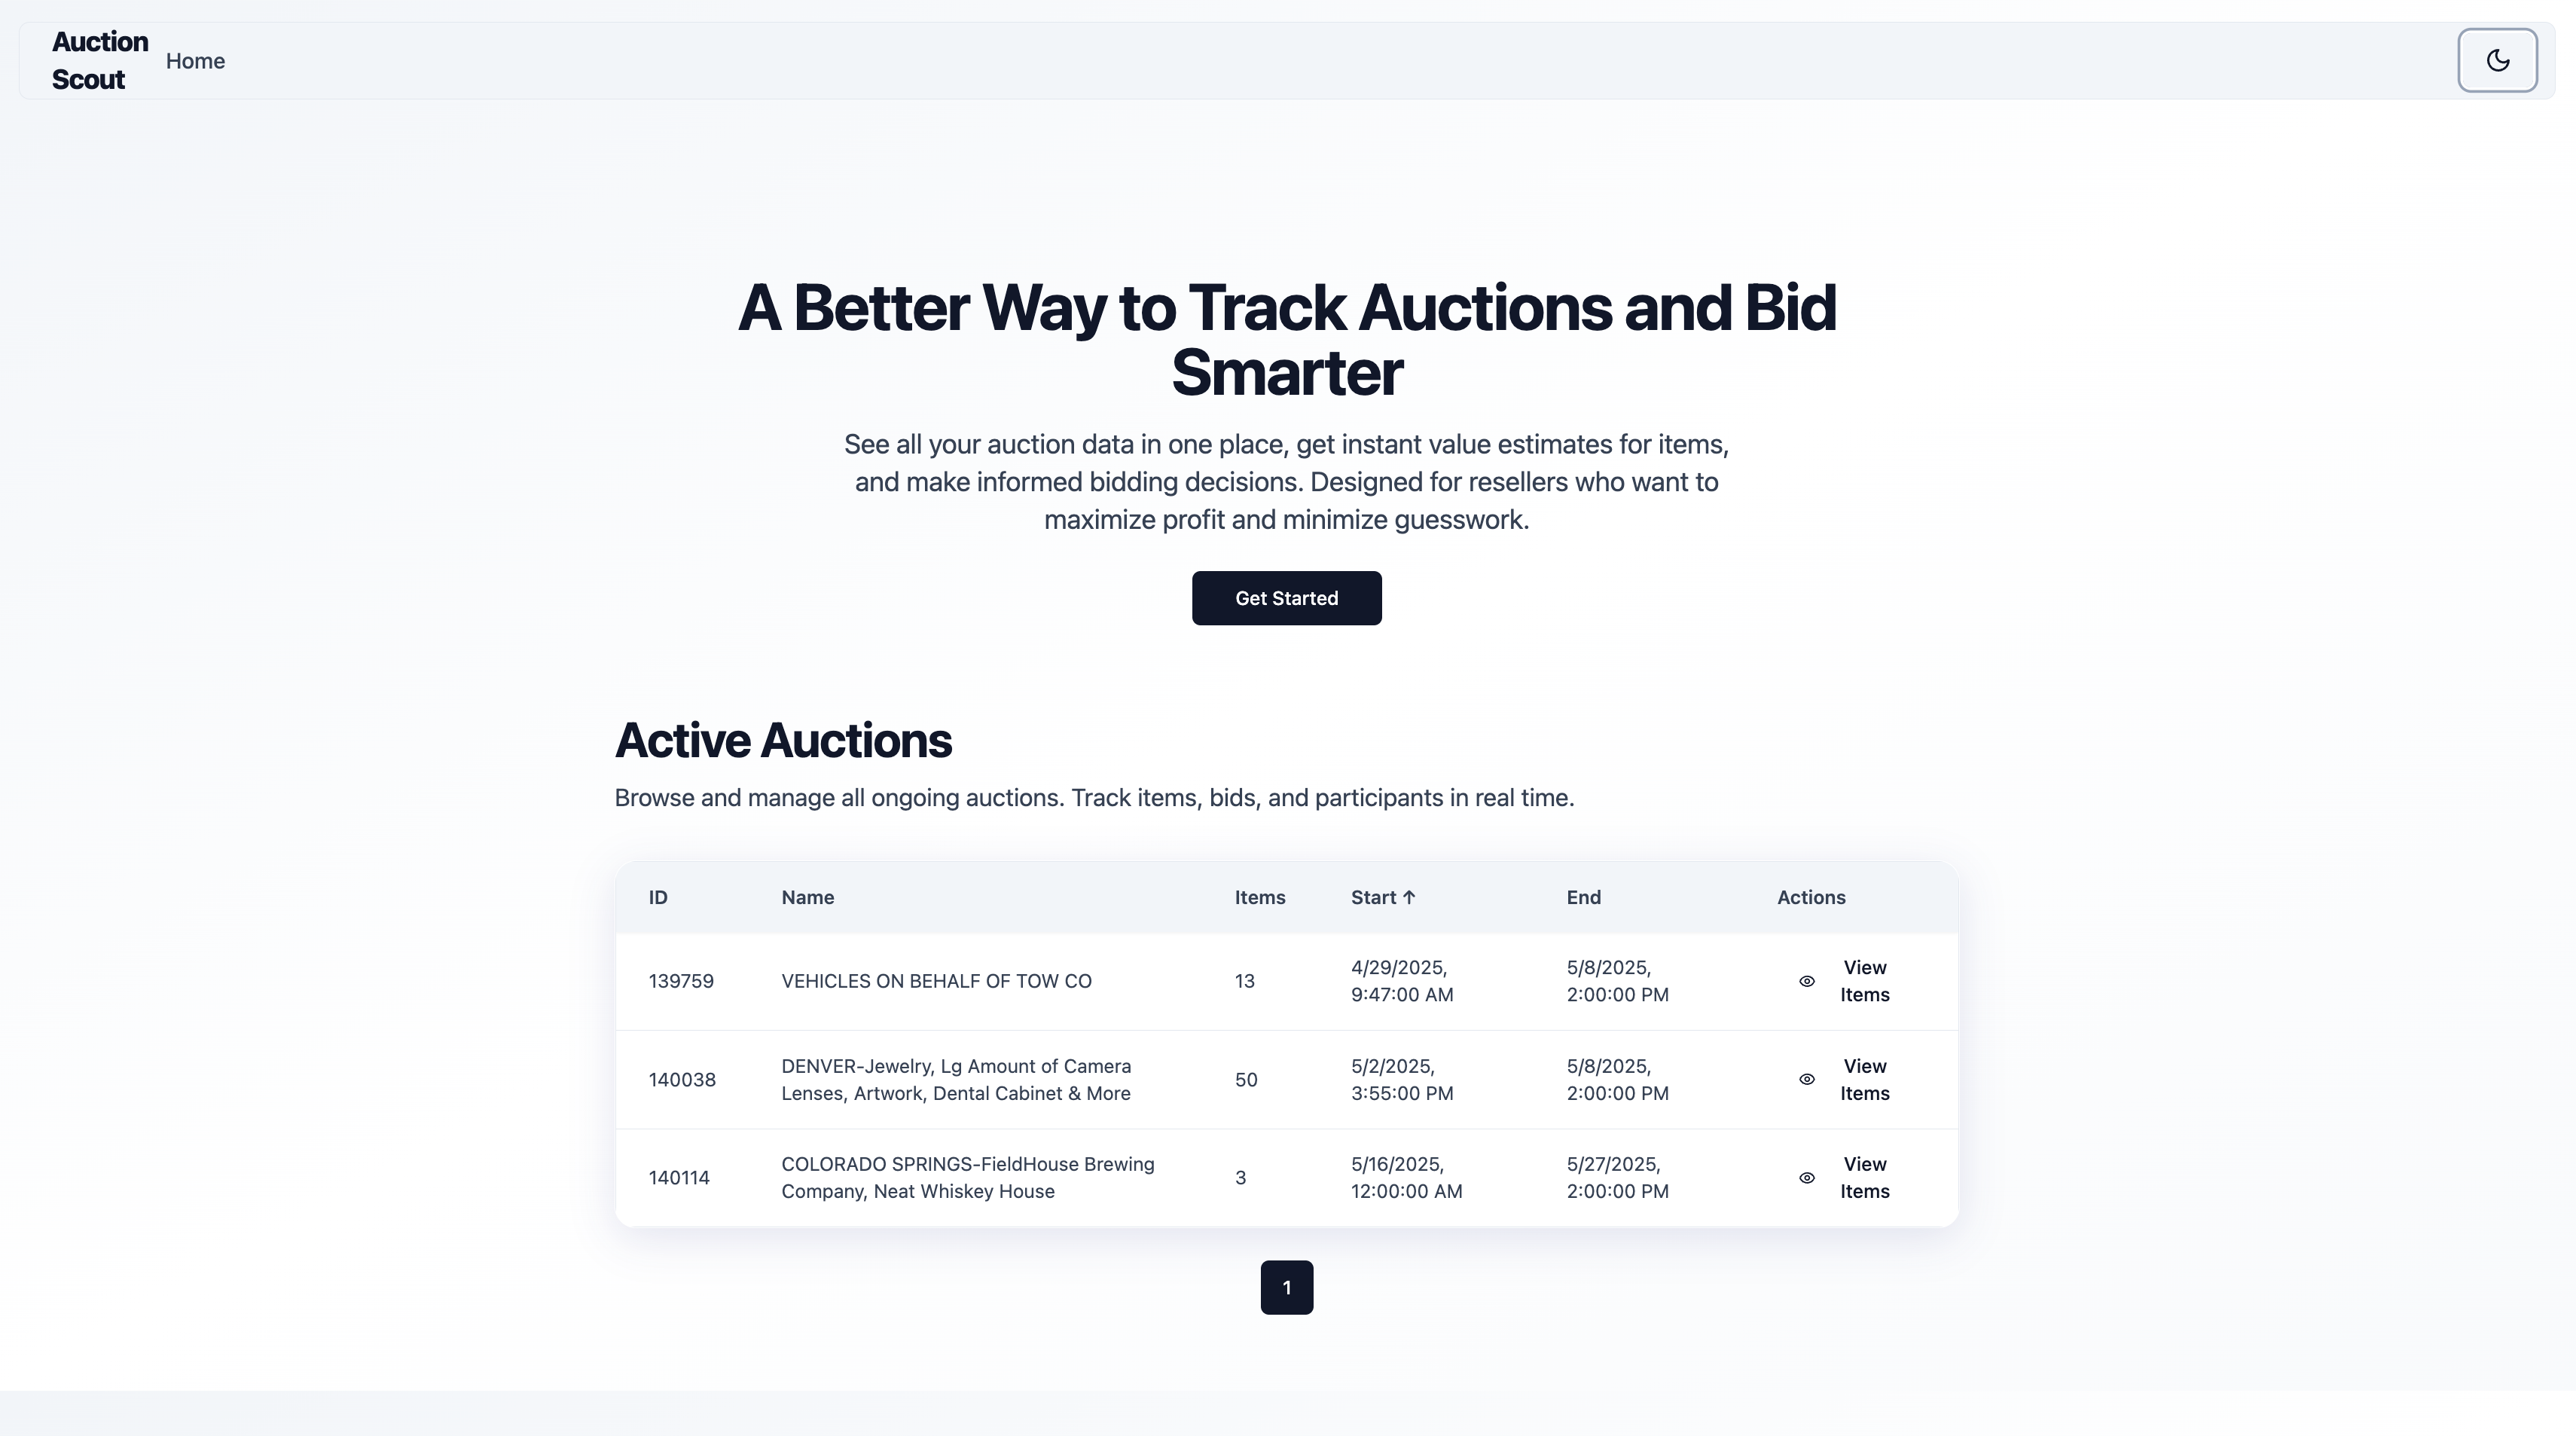 Auction
Scout
Home
A Better Way to Track Auctions and Bid
Smarter
See all your auction data in one place, get instant value estimates for items,
and make informed bidding decisions. Designed for resellers who want to
maximize profit and minimize guesswork.
Get Started
Active Auctions
Browse and manage all ongoing auctions. Track items, bids, and participants in real time.
ID Name Items Start ↑ End Actions
139759 VEHICLES ON BEHALF OF TOW CO 13 4/29/2025, 9:47:00 AM 5/8/2025, 2:00:00 PM View Items
140038 DENVER-Jewelry, Lg Amount of Camera Lenses, Artwork, Dental Cabinet & More 50 5/2/2025, 3:55:00 PM 5/8/2025, 2:00:00 PM View Items
140114 COLORADO SPRINGS-FieldHouse Brewing Company, Neat Whiskey House 3 5/16/2025, 12:00:00 AM 5/27/2025, 2:00:00 PM View Items
1